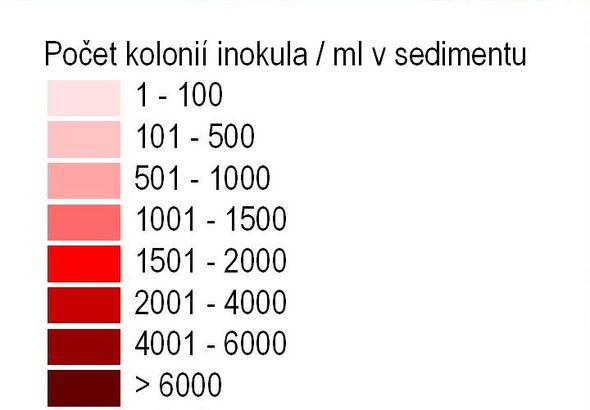 Počet kolonií inokula / ml v sedimentu
1 - 100
101 - 500
501 - 1000
1001 - 1500
1501 - 2000
2001 - 4000
4001 - 6000
> 6000